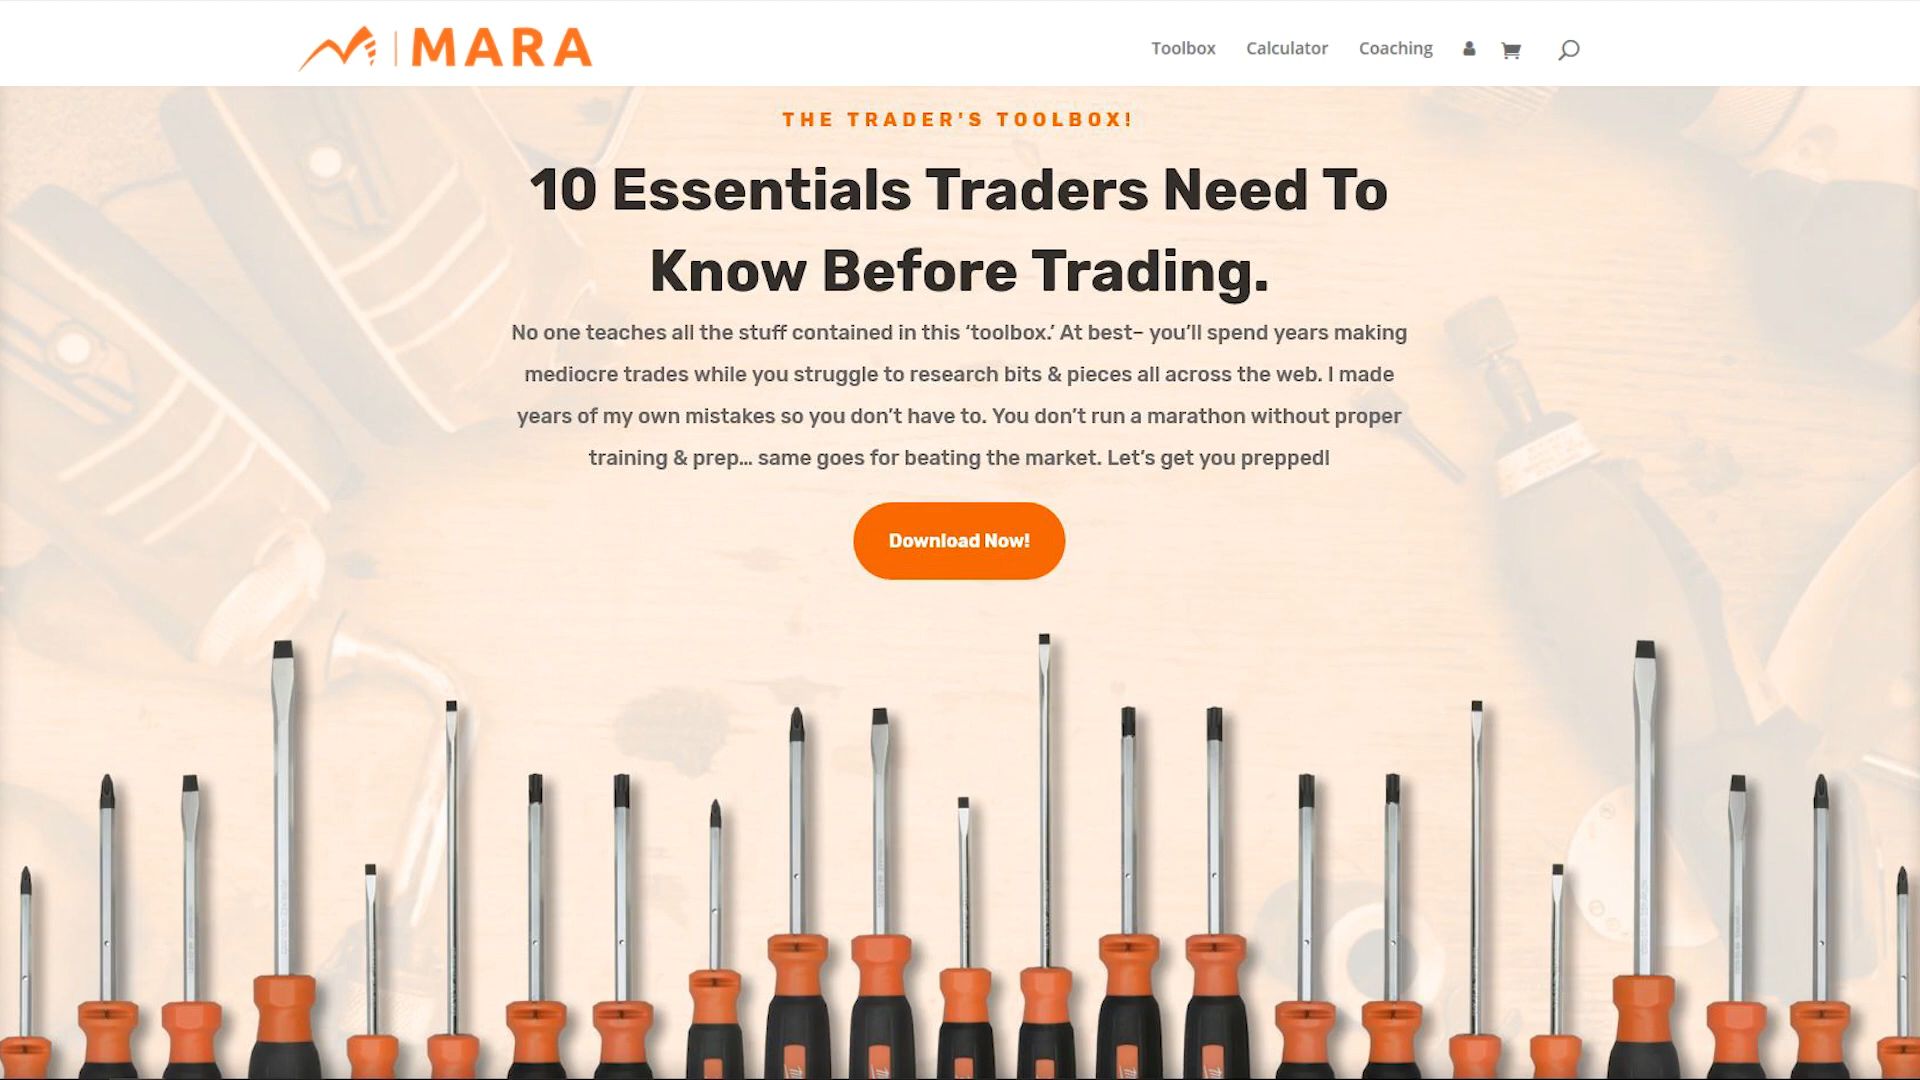 MARA
Toolbox Calculator Coaching
THE TRADER'S TOOLBOX!
10 Essentials Traders Need To
Know Before Trading.
No one teaches all the stuff contained in this ‘toolbox.’ At best– you’ll spend years making
mediocre trades while you struggle to research bits & pieces all across the web. I made
years of my own mistakes so you don’t have to. You don’t run a marathon without proper
training & prep... same goes for beating the market. Let’s get you prepped!
Download Now!